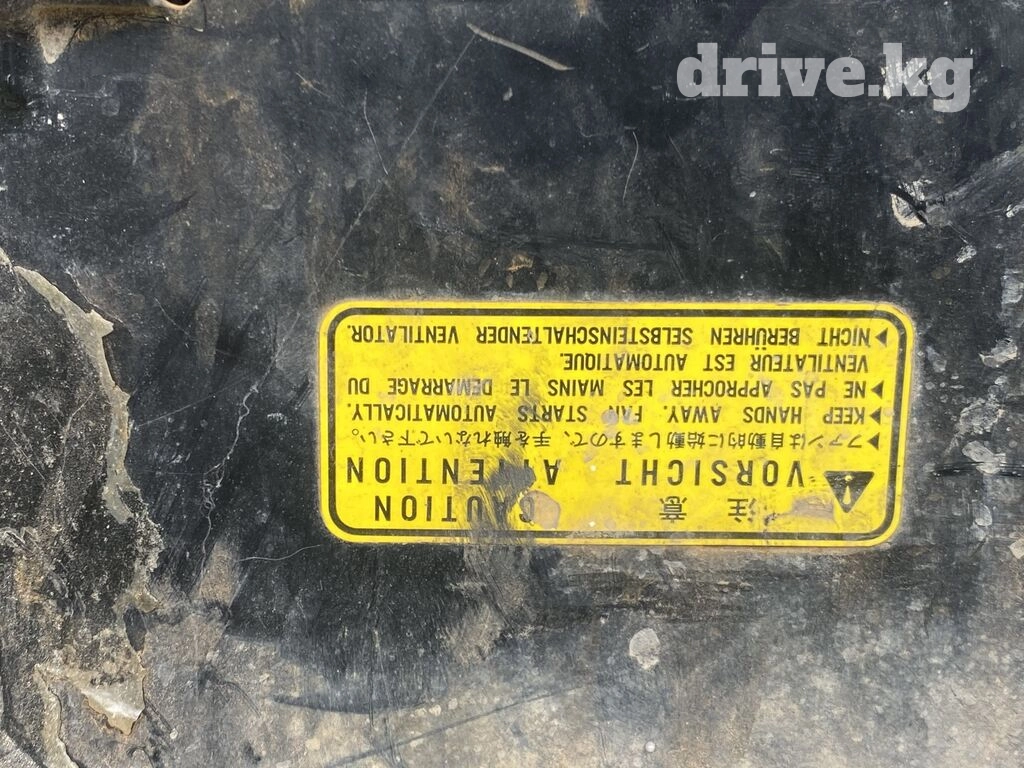 drive.kg
注 意 CAUTION
VORSICHT ATTENTION
▶ファンは自動的に始動しますので、手を触れないで下さい。
▶KEEP HANDS AWAY. FAN STARTS AUTOMATICALLY.
▶NE PAS APPROCHER LES MAINS LE DEMARRAGE DU
VENTILATEUR EST AUTOMATIQUE.
▶NICHT BERÜHREN SELBSTEINSCHALTENDER VENTILATOR.